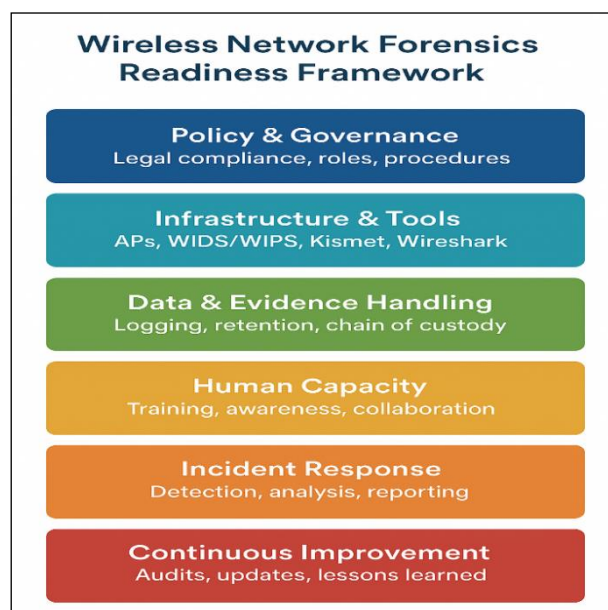 Wireless Network Forensics
Readiness Framework
Policy & Governance
Legal compliance, roles, procedures
Infrastructure & Tools
APs, WIDS/WIPS, Kismet, Wireshark
Data & Evidence Handling
Logging, retention, chain of custody
Human Capacity
Training, awareness, collaboration
Incident Response
Detection, analysis, reporting
Continuous Improvement
Audits, updates, lessons learned